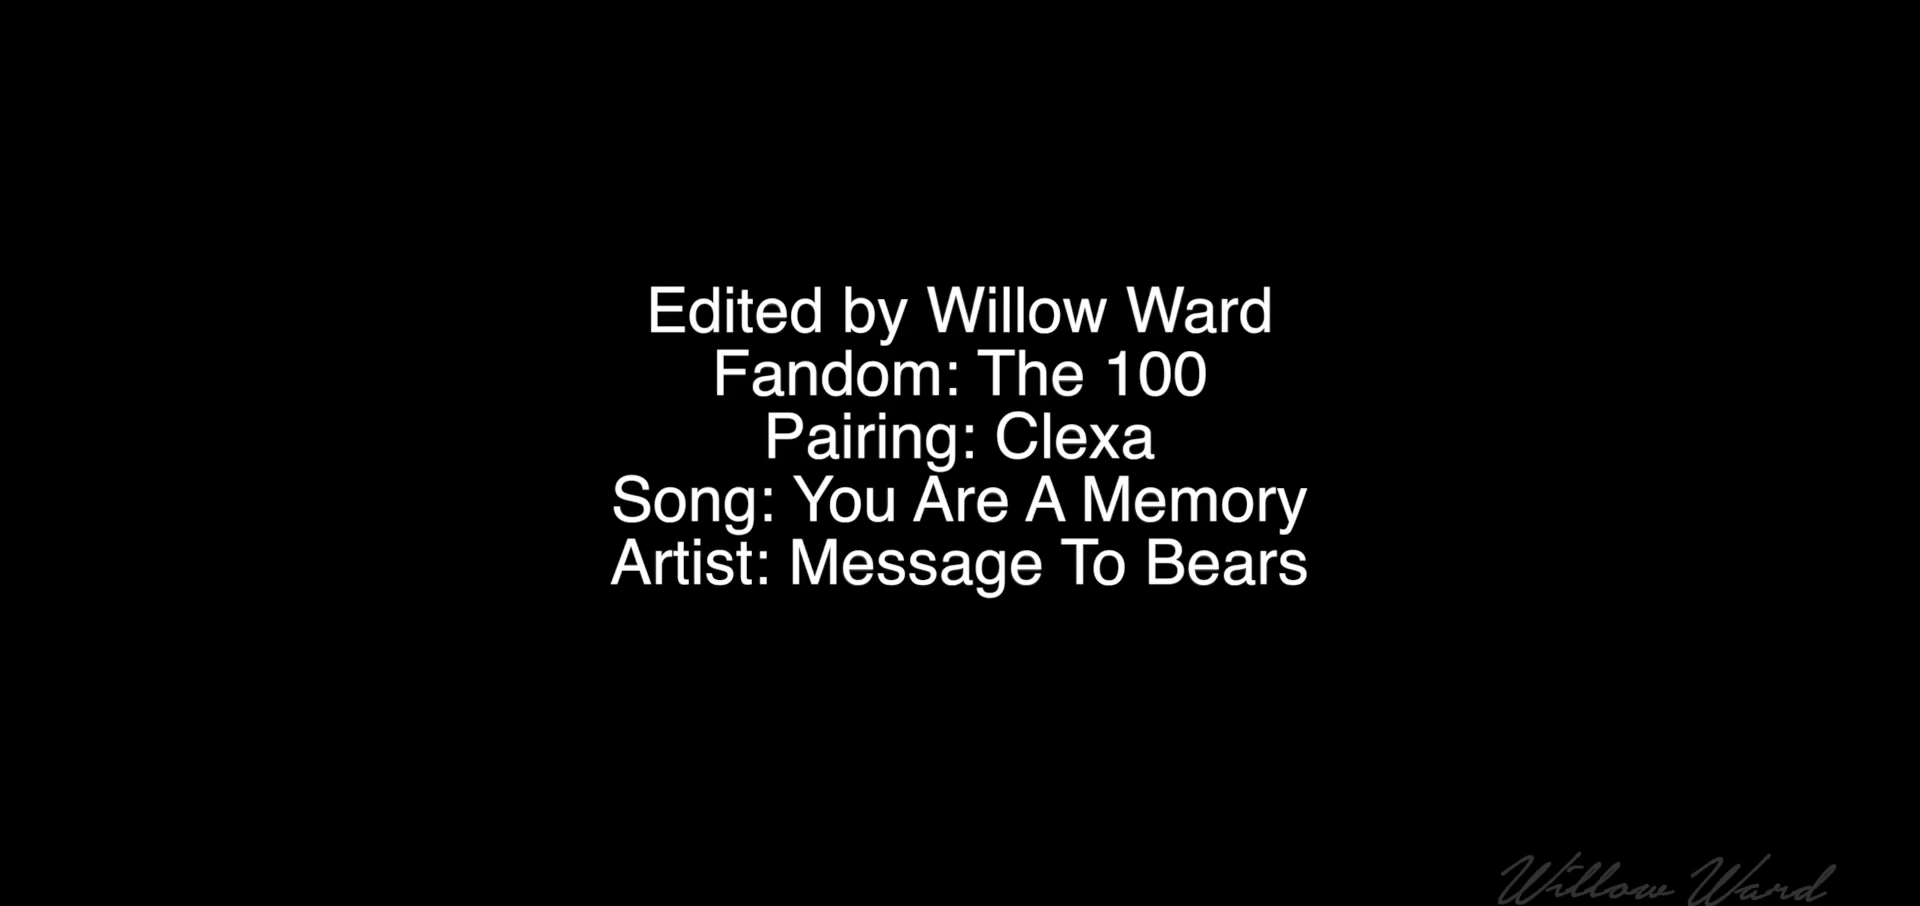 Edited by Willow Ward
Fandom: The 100
Pairing: Clexa
Song: You Are A Memory
Artist: Message To Bears
Willow Ward